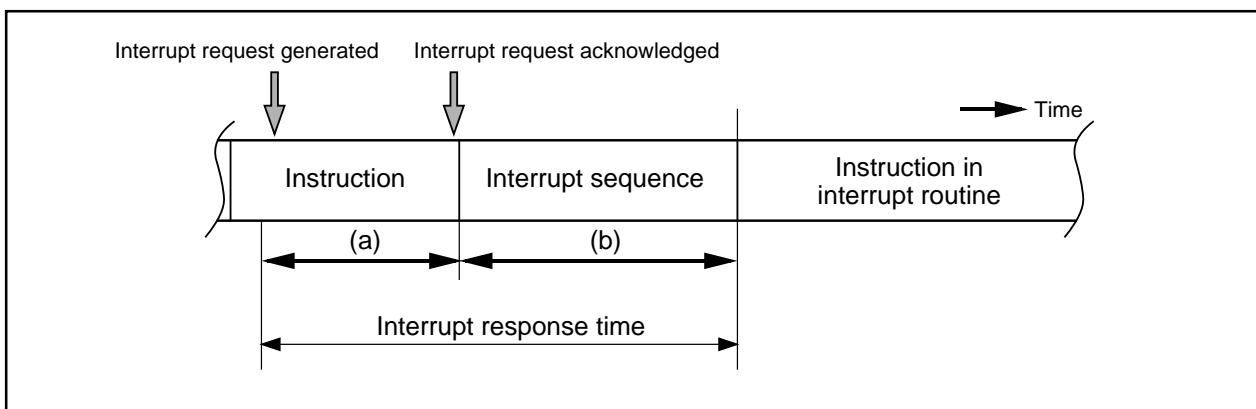 Interrupt request generated
Interrupt request acknowledged
Time
Instruction
Interrupt sequence
Instruction in
interrupt routine
(a)
(b)
Interrupt response time